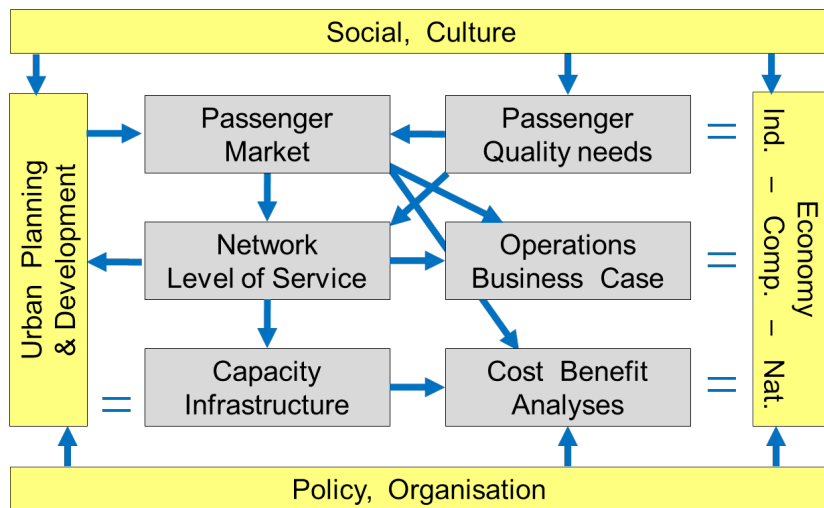 Social, Culture
Urban Planning
& Development
Passenger
Market
Passenger
Quality needs
Network
Level of Service
Operations
Business Case
Capacity
Infrastructure
Cost Benefit
Analyses
Economy
Ind. – Comp. – Nat.
Policy, Organisation